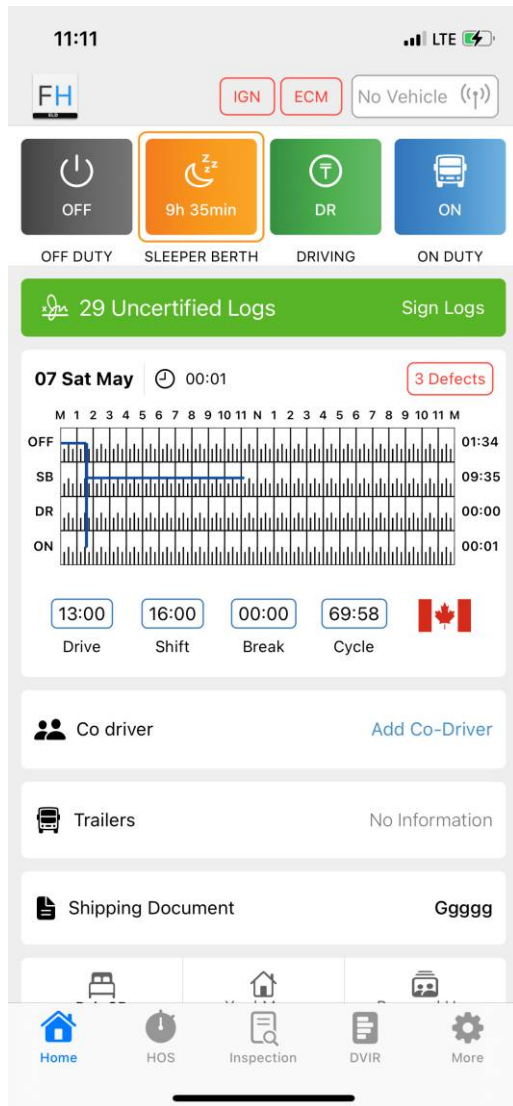 11:11 LTE
FH
ELD
IGN ECM No Vehicle
OFF 9h 35min DR ON
OFF DUTY SLEEPER BERTH DRIVING ON DUTY
29 Uncertified Logs Sign Logs
07 Sat May 00:01 3 Defects
M 1 2 3 4 5 6 7 8 9 10 11 N 1 2 3 4 5 6 7 8 9 10 11 M
OFF 01:34
SB 09:35
DR 00:00
ON 00:01
13:00 16:00 00:00 69:58
Drive Shift Break Cycle
Co driver Add Co-Driver
Trailers No Information
Shipping Document Ggggg
Home HOS Inspection DVIR More